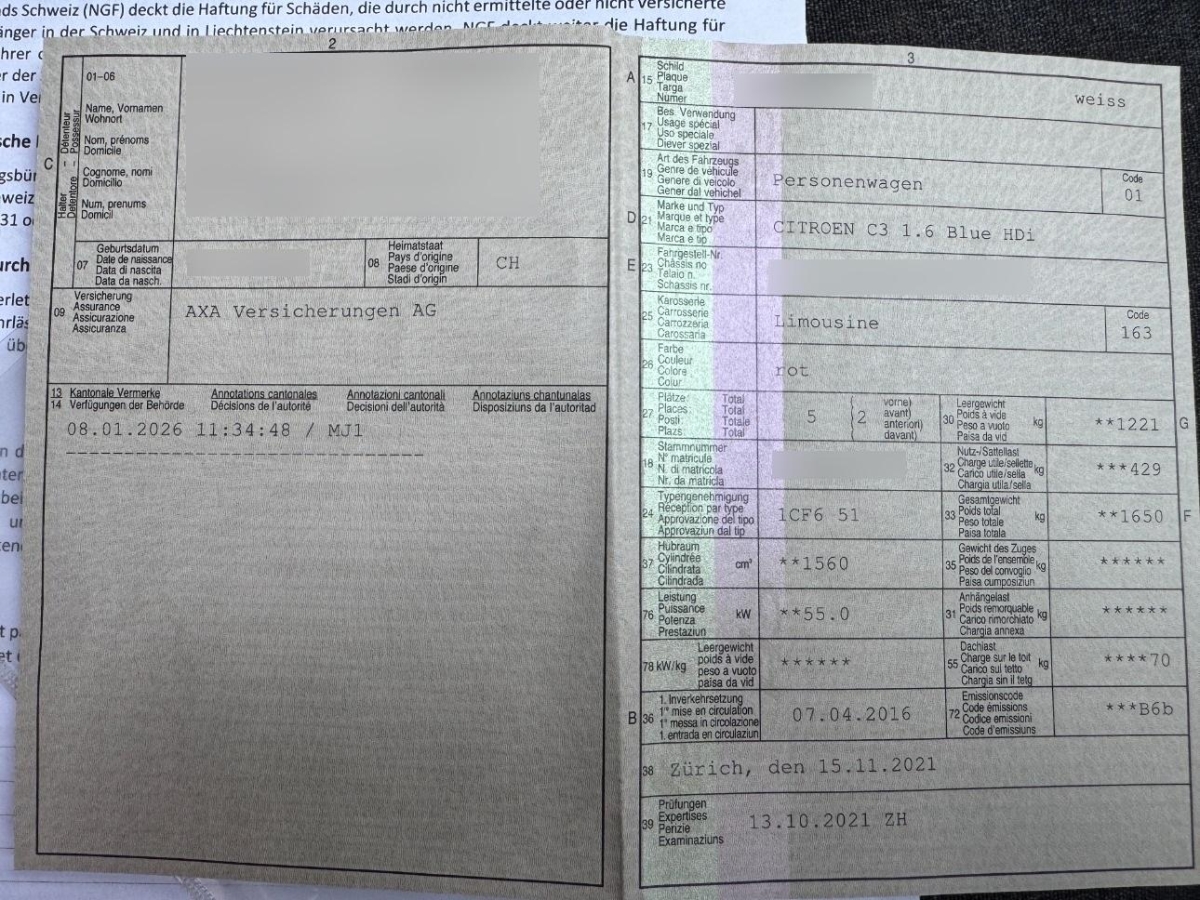 ds Schweiz (NGF) deckt die Haftung für Schäden, die durch nicht ermittelte oder nicht versicherte
änger in der Schweiz und in Liechtenstein verursacht werden. NGF deckt weiter die Haftung für
2
01-06
Halter Détenteur
Detentore Possessur
C
Name, Vornamen
Wohnort
Nom, prénoms
Domicile
Cognome, nomi
Domicilio
Num, prenums
Domicil
07
Geburtsdatum
Date de naissance
Data di nascita
Data da nasch.
08
Heimatstaat
Pays d'origine
Paese d'origine
Stadi d'origin
CH
09
Versicherung
Assurance
Assicurazione
Assicuranza
AXA Versicherungen AG
13 Kantonale Vermerke Annotations cantonales Annotazioni cantonali Annotaziuns chantunalas
14 Verfügungen der Behörde Décisions de l'autorité Decisioni dell'autorità Disposiziuns da l'autoritad
08.01.2026 11:34:48 / MJ1
3
A 15
Schild
Plaque
Targa
Numer
weiss
17
Bes. Verwendung
Usage spécial
Uso speciale
Diever spezial
19
Art des Fahrzeugs
Genre de véhicule
Genere di veicolo
Gener dal vehichel
Personenwagen
Code
01
D 21
Marke und Typ
Marque et type
Marca e tipo
Marca e tip
CITROEN C3 1.6 Blue HDi
E 23
Fahrgestell-Nr.
Châssis no
Telaio n.
Schassis nr.
25
Karosserie
Carrosserie
Carrozzeria
Carossaria
Limousine
Code
163
26
Farbe
Couleur
Colore
Colur
rot
27
Plätze: Total
Places: Total
Posti: Totale
Plazs: Total
5
2
vorne)
avant)
anteriori)
davant)
30
Leergewicht
Poids à vide
Peso a vuoto
Paisa da vid
kg
**1221
G
18
Stammnummer
N° matricule
N. di matricola
Nr. da matricla
32
Nutz-/Sattellast
Charge utile/sellette
Carico utile/sella
Chargia utila/sella
kg
***429
24
Typengenehmigung
Réception par type
Approvazione del tipo
Approvaziun dal tip
1CF6 51
33
Gesamtgewicht
Poids total
Peso totale
Paisa totala
kg
**1650
F
37
Hubraum
Cylindrée
Cilindrata
Cilindrada
cm³
**1560
35
Gewicht des Zuges
Poids de l'ensemble
Peso del convoglio
Paisa cumposiziun
kg
******
76
Leistung
Puissance
Potenza
Prestaziun
kW
**55.0
31
Anhängelast
Poids remorquable
Carico rimorchiato
Chargia annexa
kg
******
78 kW/kg
Leergewicht
poids à vide
peso a vuoto
paisa da vid
******
55
Dachlast
Charge sur le toit
Carico sul tetto
Chargia sin il tetg
kg
****70
B 36
1. Inverkehrsetzung
1re mise en circulation
1a messa in circolazione
1. entrada en circulaziun
07.04.2016
72
Emissionscode
Code émissions
Codice emissioni
Code d'emissiuns
***B6b
38
Zürich, den 15.11.2021
39
Prüfungen
Expertises
Perizie
Examinaziuns
13.10.2021 ZH